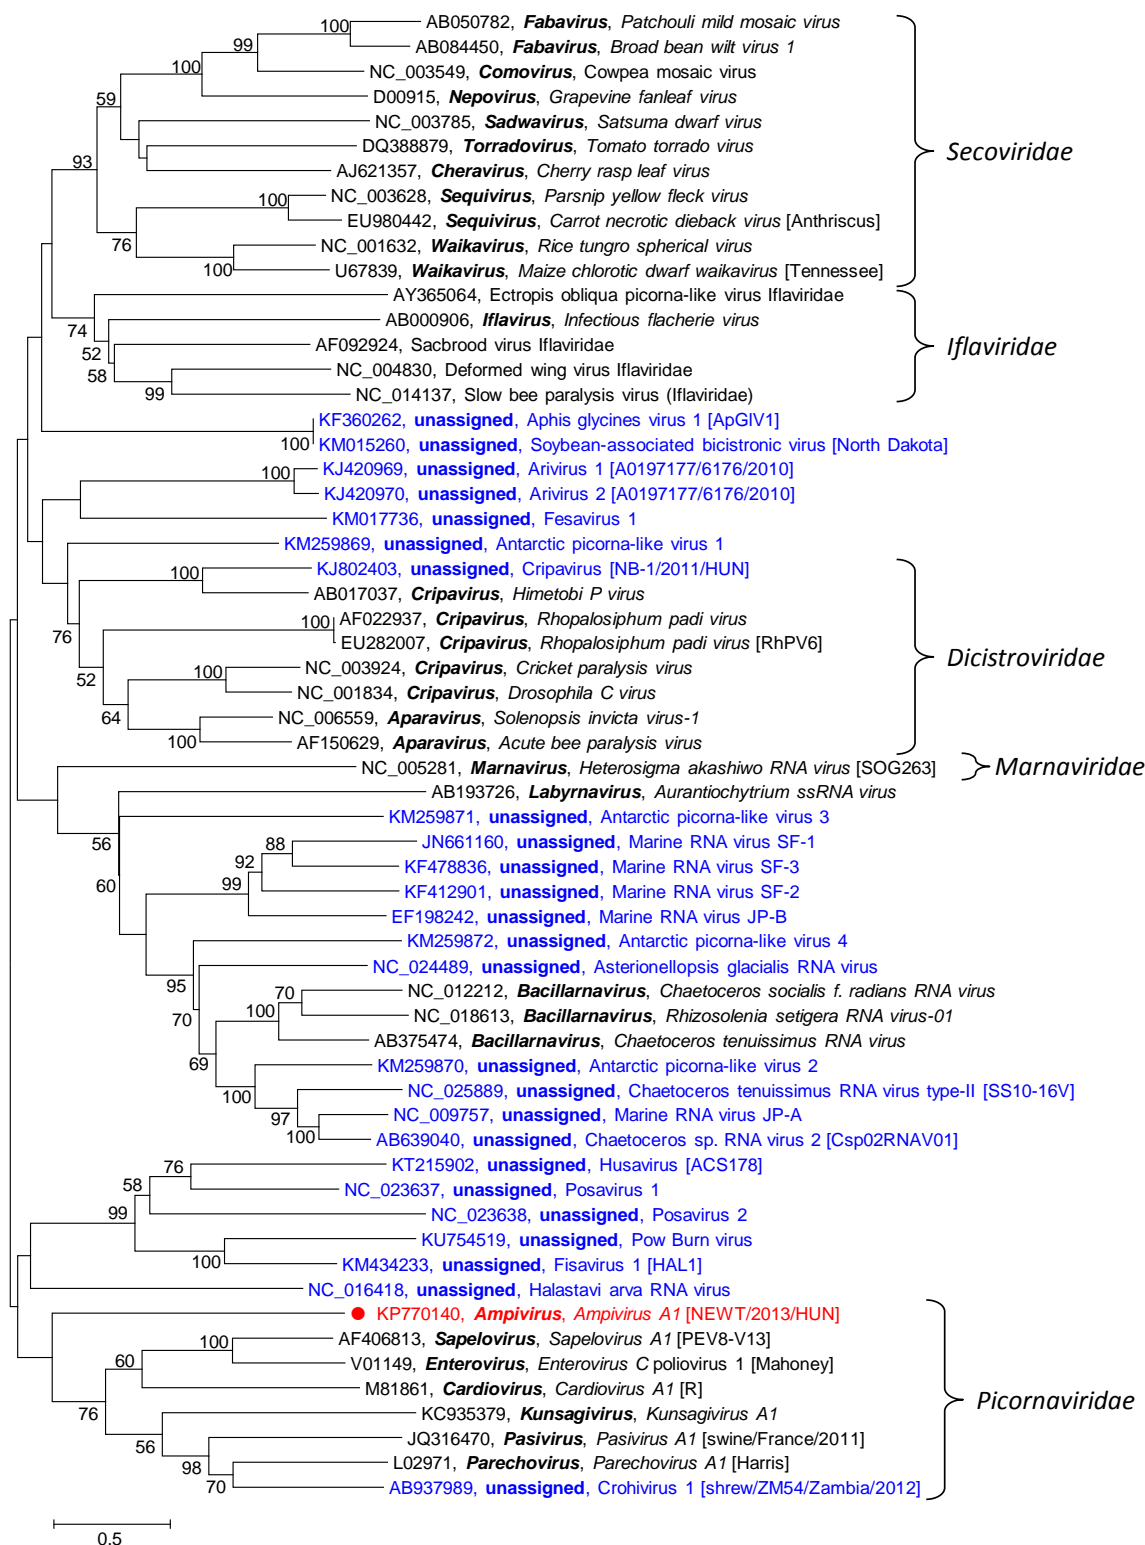 AB050782, Fabavirus, Patchouli mild mosaic virus
100
AB084450, Fabavirus, Broad bean wilt virus 1
99
NC_003549, Comovirus, Cowpea mosaic virus
100
D00915, Nepovirus, Grapevine fanleaf virus
59
NC_003785, Sadwavirus, Satsuma dwarf virus
DQ388879, Torradovirus, Tomato torrado virus
Secoviridae
93
AJ621357, Cheravirus, Cherry rasp leaf virus
NC_003628, Sequivirus, Parsnip yellow fleck virus
100
EU980442, Sequivirus, Carrot necrotic dieback virus [Anthriscus]
76
NC_001632, Waikavirus, Rice tungro spherical virus
100
U67839, Waikavirus, Maize chlorotic dwarf waikavirus [Tennessee]
AY365064, Ectropis obliqua picorna-like virus Iflaviridae
74
AB000906, Iflavirus, Infectious flacherie virus
52
AF092924, Sacbrood virus Iflaviridae
Iflaviridae
58
NC_004830, Deformed wing virus Iflaviridae
99
NC_014137, Slow bee paralysis virus (Iflaviridae)
KF360262, unassigned, Aphis glycines virus 1 [ApGlV1]
100
KM015260, unassigned, Soybean-associated bicistronic virus [North Dakota]
KJ420969, unassigned, Arivirus 1 [A0197177/6176/2010]
100
KJ420970, unassigned, Arivirus 2 [A0197177/6176/2010]
KM017736, unassigned, Fesavirus 1
KM259869, unassigned, Antarctic picorna-like virus 1
KJ802403, unassigned, Cripavirus [NB-1/2011/HUN]
100
AB017037, Cripavirus, Himetobi P virus
AF022937, Cripavirus, Rhopalosiphum padi virus
100
76
EU282007, Cripavirus, Rhopalosiphum padi virus [RhPV6]
Dicistroviridae
NC_003924, Cripavirus, Cricket paralysis virus
100
52
NC_001834, Cripavirus, Drosophila C virus
64
NC_006559, Aparavirus, Solenopsis invicta virus-1
100
AF150629, Aparavirus, Acute bee paralysis virus
NC_005281, Marnavirus, Heterosigma akashiwo RNA virus [SOG263]
Marnaviridae
AB193726, Labyrnavirus, Aurantiochytrium ssRNA virus
KM259871, unassigned, Antarctic picorna-like virus 3
56
JN661160, unassigned, Marine RNA virus SF-1
88
KF478836, unassigned, Marine RNA virus SF-3
92
60
99
KF412901, unassigned, Marine RNA virus SF-2
EF198242, unassigned, Marine RNA virus JP-B
KM259872, unassigned, Antarctic picorna-like virus 4
NC_024489, unassigned, Asterionellopsis glacialis RNA virus
95
NC_012212, Bacillarnavirus, Chaetoceros socialis f. radians RNA virus
70
100
NC_018613, Bacillarnavirus, Rhizosolenia setigera RNA virus-01
70
AB375474, Bacillarnavirus, Chaetoceros tenuissimus RNA virus
69
KM259870, unassigned, Antarctic picorna-like virus 2
100
NC_025889, unassigned, Chaetoceros tenuissimus RNA virus type-II [SS10-16V]
97
NC_009757, unassigned, Marine RNA virus JP-A
100
AB639040, unassigned, Chaetoceros sp. RNA virus 2 [Csp02RNAV01]
76
KT215902, unassigned, Husavirus [ACS178]
58
NC_023637, unassigned, Posavirus 1
99
NC_023638, unassigned, Posavirus 2
KU754519, unassigned, Pow Burn virus
100
KM434233, unassigned, Fisavirus 1 [HAL1]
NC_016418, unassigned, Halastavi arva RNA virus
KP770140, Ampivirus, Ampivirus A1 [NEWT/2013/HUN]
AF406813, Sapelovirus, Sapelovirus A1 [PEV8-V13]
100
60
V01149, Enterovirus, Enterovirus C poliovirus 1 [Mahoney]
M81861, Cardiovirus, Cardiovirus A1 [R]
Picornaviridae
76
KC935379, Kunsagivirus, Kunsagivirus A1
56
JQ316470, Pasivirus, Pasivirus A1 [swine/France/2011]
98
L02971, Parechovirus, Parechovirus A1 [Harris]
70
AB937989, unassigned, Crohivirus 1 [shrew/ZM54/Zambia/2012]
0.5